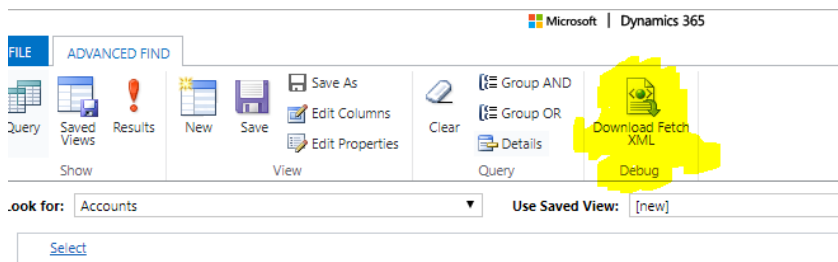 Microsoft | Dynamics 365
FILE ADVANCED FIND
Query
Saved Views
Results
New
Save
Save As
Edit Columns
Edit Properties
Clear
Group AND
Group OR
Details
Download Fetch
XML
Show View Query Debug
Look for: Accounts Use Saved View: [new]
Select